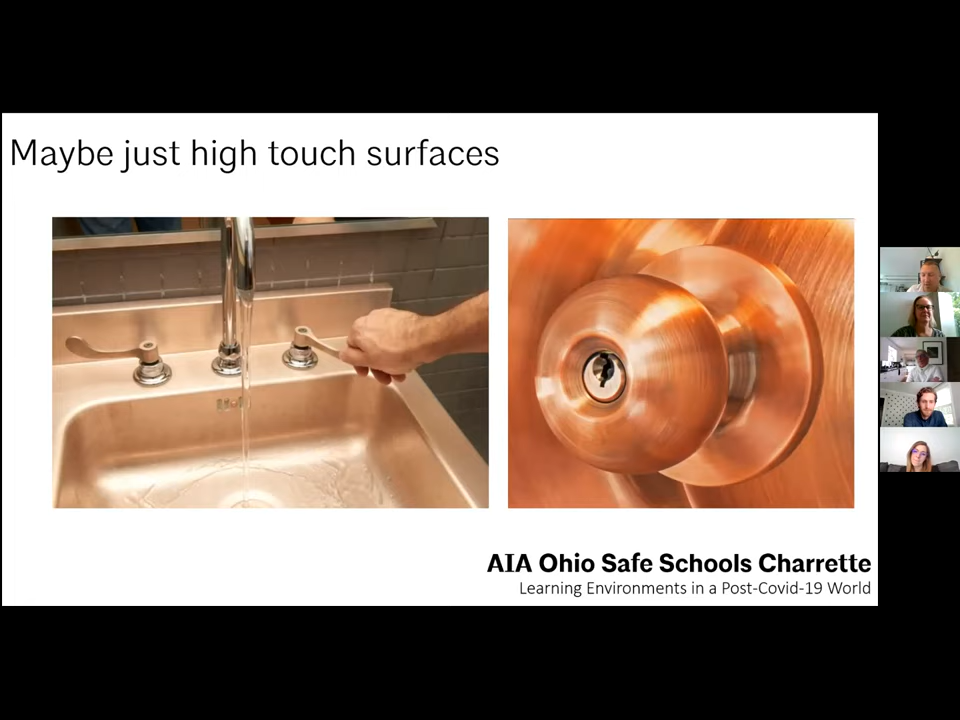 Maybe just high touch surfaces
AIA Ohio Safe Schools Charrette
Learning Environments in a Post-Covid-19 World